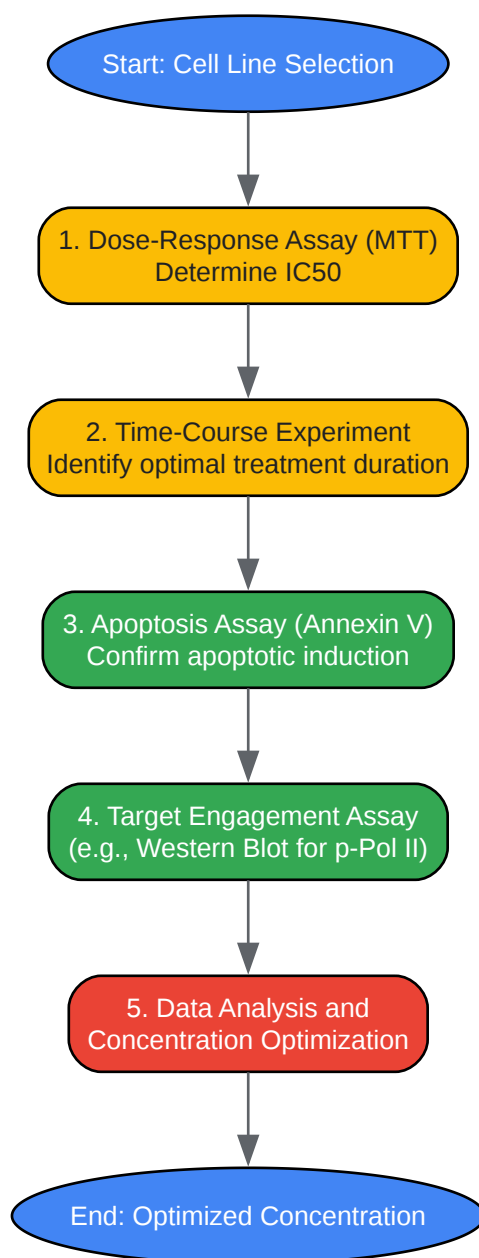 Start: Cell Line Selection
1. Dose-Response Assay (MTT)
Determine IC50
2. Time-Course Experiment
Identify optimal treatment duration
3. Apoptosis Assay (Annexin V)
Confirm apoptotic induction
4. Target Engagement Assay
(e.g., Western Blot for p-Pol II)
5. Data Analysis and
Concentration Optimization
End: Optimized Concentration